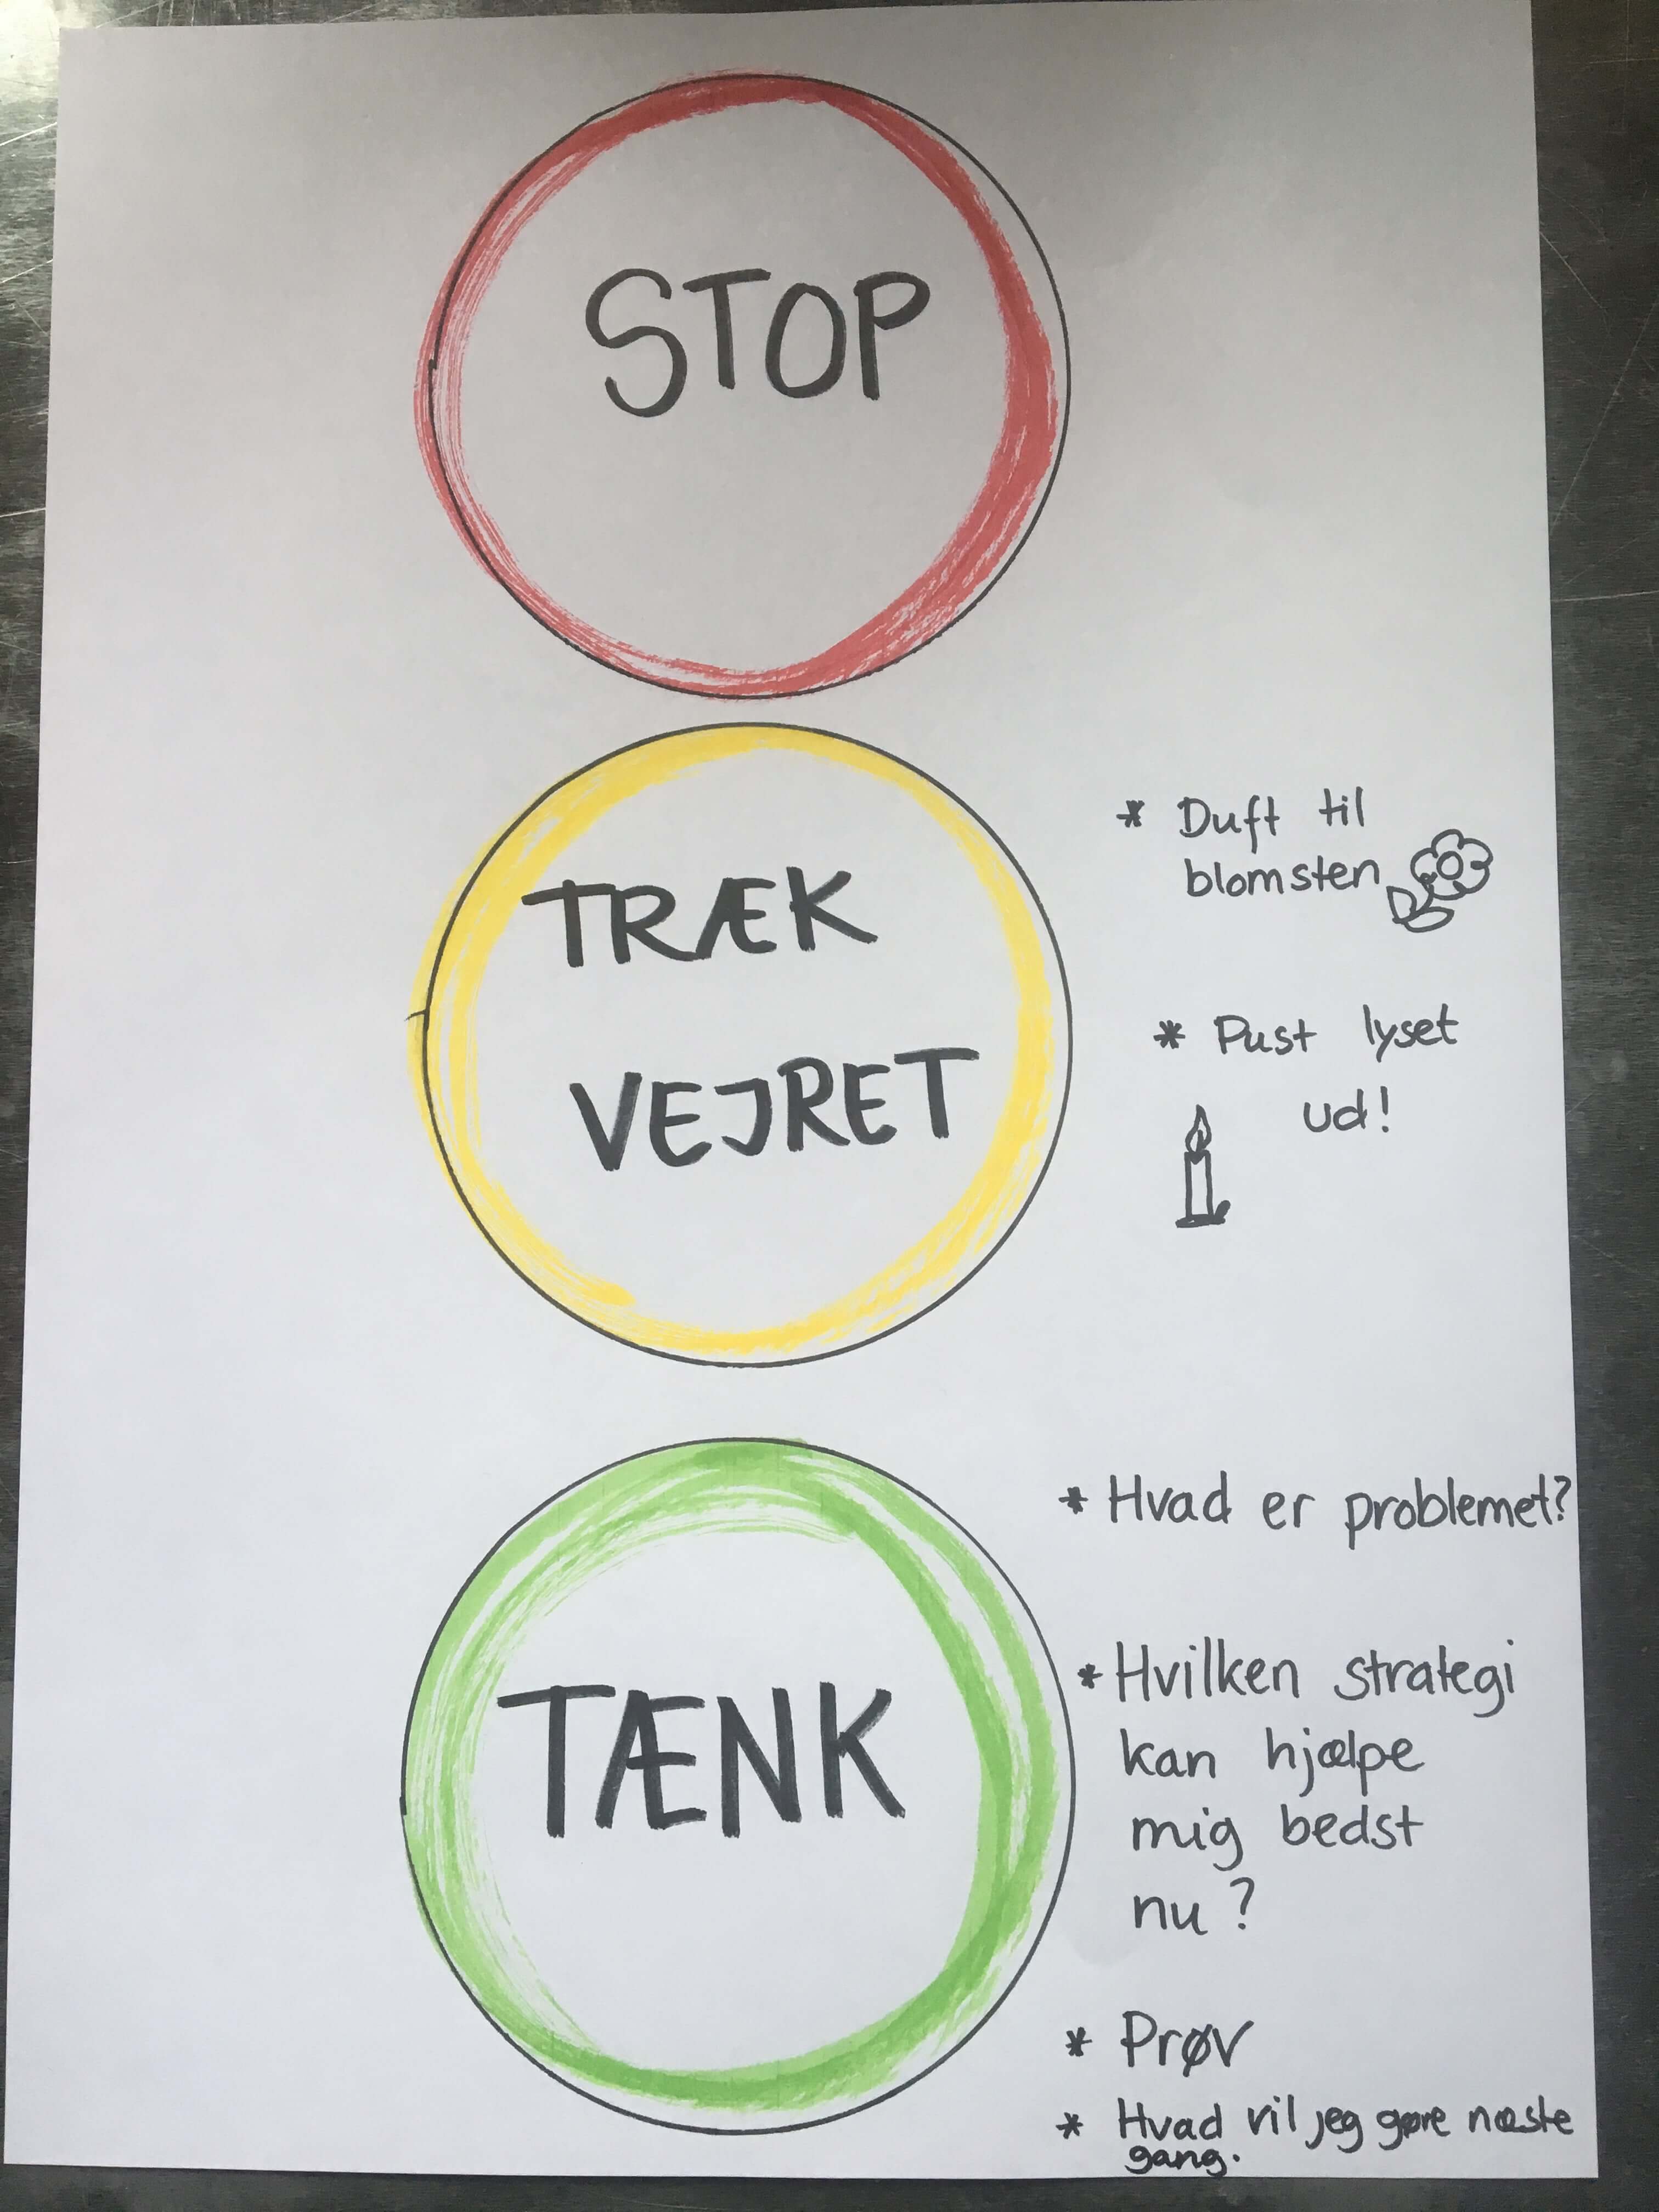 STOP
TRÆK
VEJRET
* Duft til
blomsten
* Pust lyset
ud!
TÆNK
* Hvad er problemet?
* Hvilken strategi
kan hjælpe
mig bedst
nu?
* Prøv
* Hvad vil jeg gøre næste
gang.